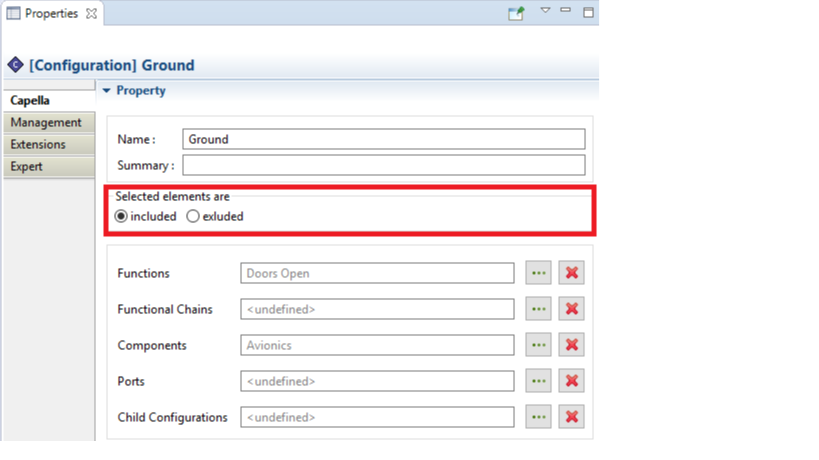 Properties
[Configuration] Ground
Capella
Management
Extensions
Expert
Property
Name :
Ground
Summary :
Selected elements are
included exluded
Functions
Doors Open
Functional Chains
<undefined>
Components
Avionics
Ports
<undefined>
Child Configurations
<undefined>